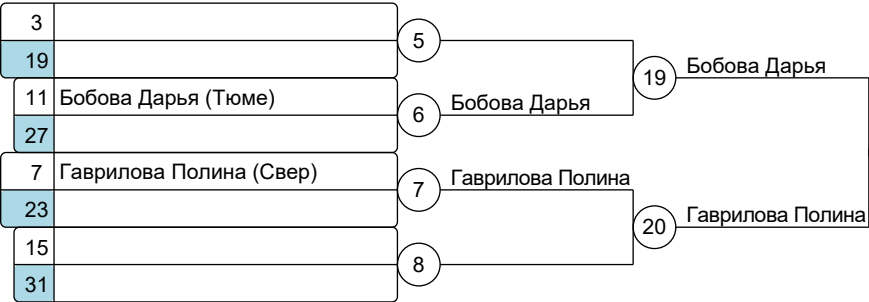 3
5
19
19 Бобова Дарья
11 Бобова Дарья (Тюме)
6 Бобова Дарья
27
7 Гаврилова Полина (Свер)
7 Гаврилова Полина
23
20 Гаврилова Полина
15
8
31